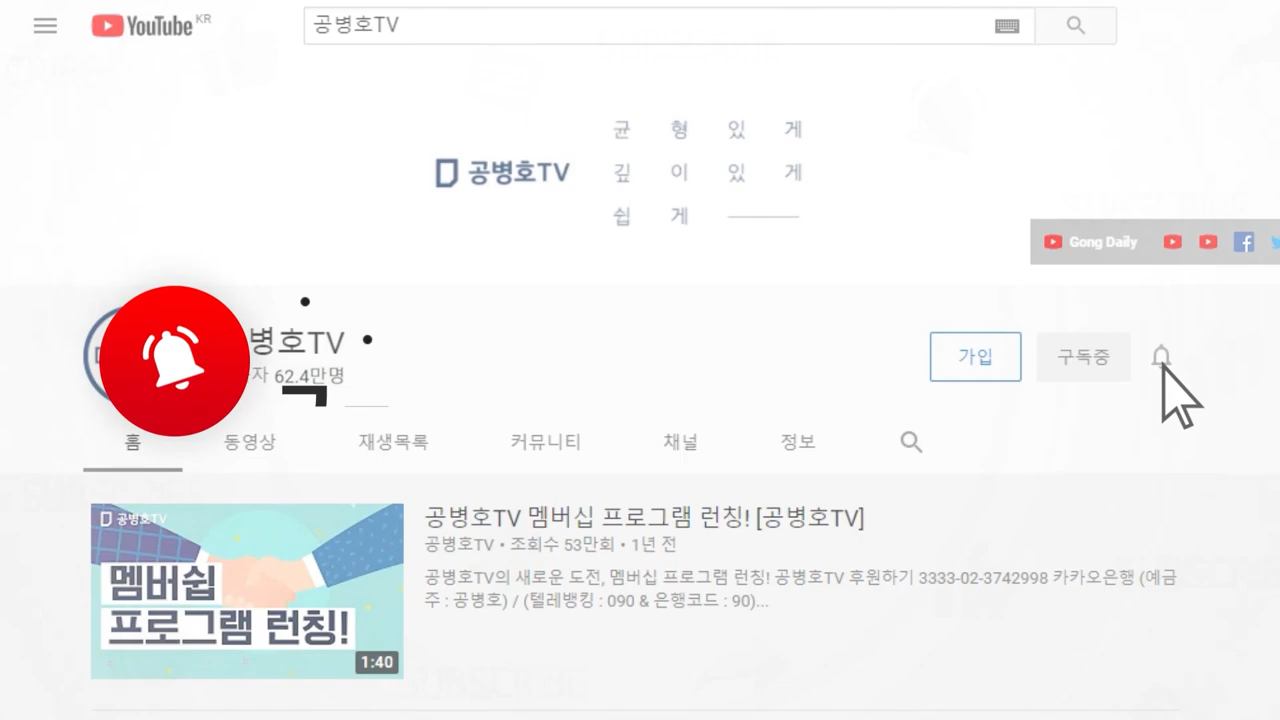 YouTube KR
공병호TV
균형있게
공병호TV
깊이있게
쉽게
Gong Daily
병호TV
자 62.4만명
가입
구독중
홈
동영상
재생목록
커뮤니티
채널
정보
공병호TV
멤버쉽
프로그램 런칭!
1:40
공병호TV 멤버십 프로그램 런칭! [공병호TV]
공병호TV • 조회수 53만회 • 1년 전
공병호TV의 새로운 도전, 멤버십 프로그램 런칭! 공병호TV 후원하기 3333-02-3742998 카카오은행 (예금
주 : 공병호) / (텔레뱅킹 : 090 & 은행코드 : 90)...